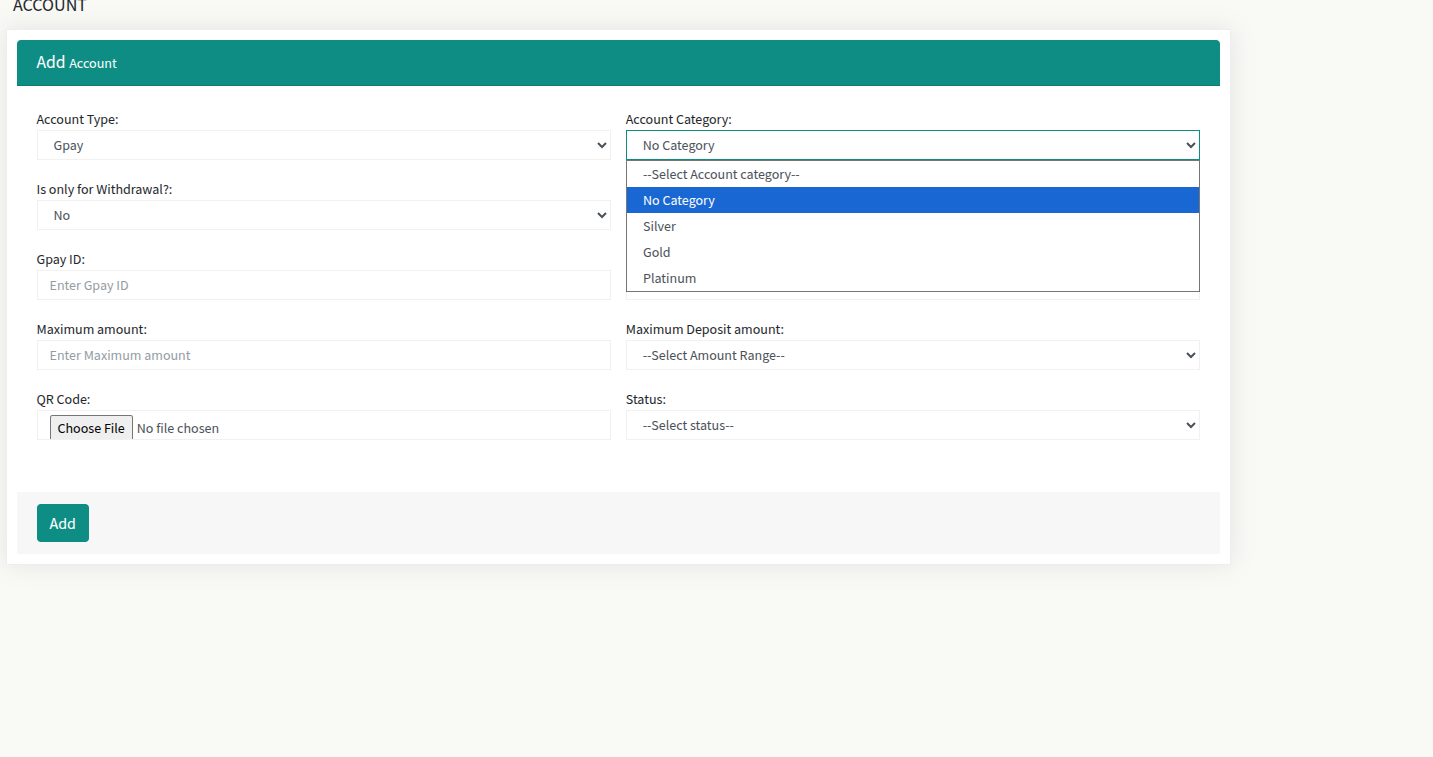 ACCOUNT
Add Account
Account Type:
Gpay
Account Category:
No Category
--Select Account category--
No Category
Silver
Gold
Platinum
Is only for Withdrawal?:
No
Gpay ID:
Enter Gpay ID
Maximum amount:
Enter Maximum amount
Maximum Deposit amount:
--Select Amount Range--
QR Code:
Choose File No file chosen
Status:
--Select status--
Add